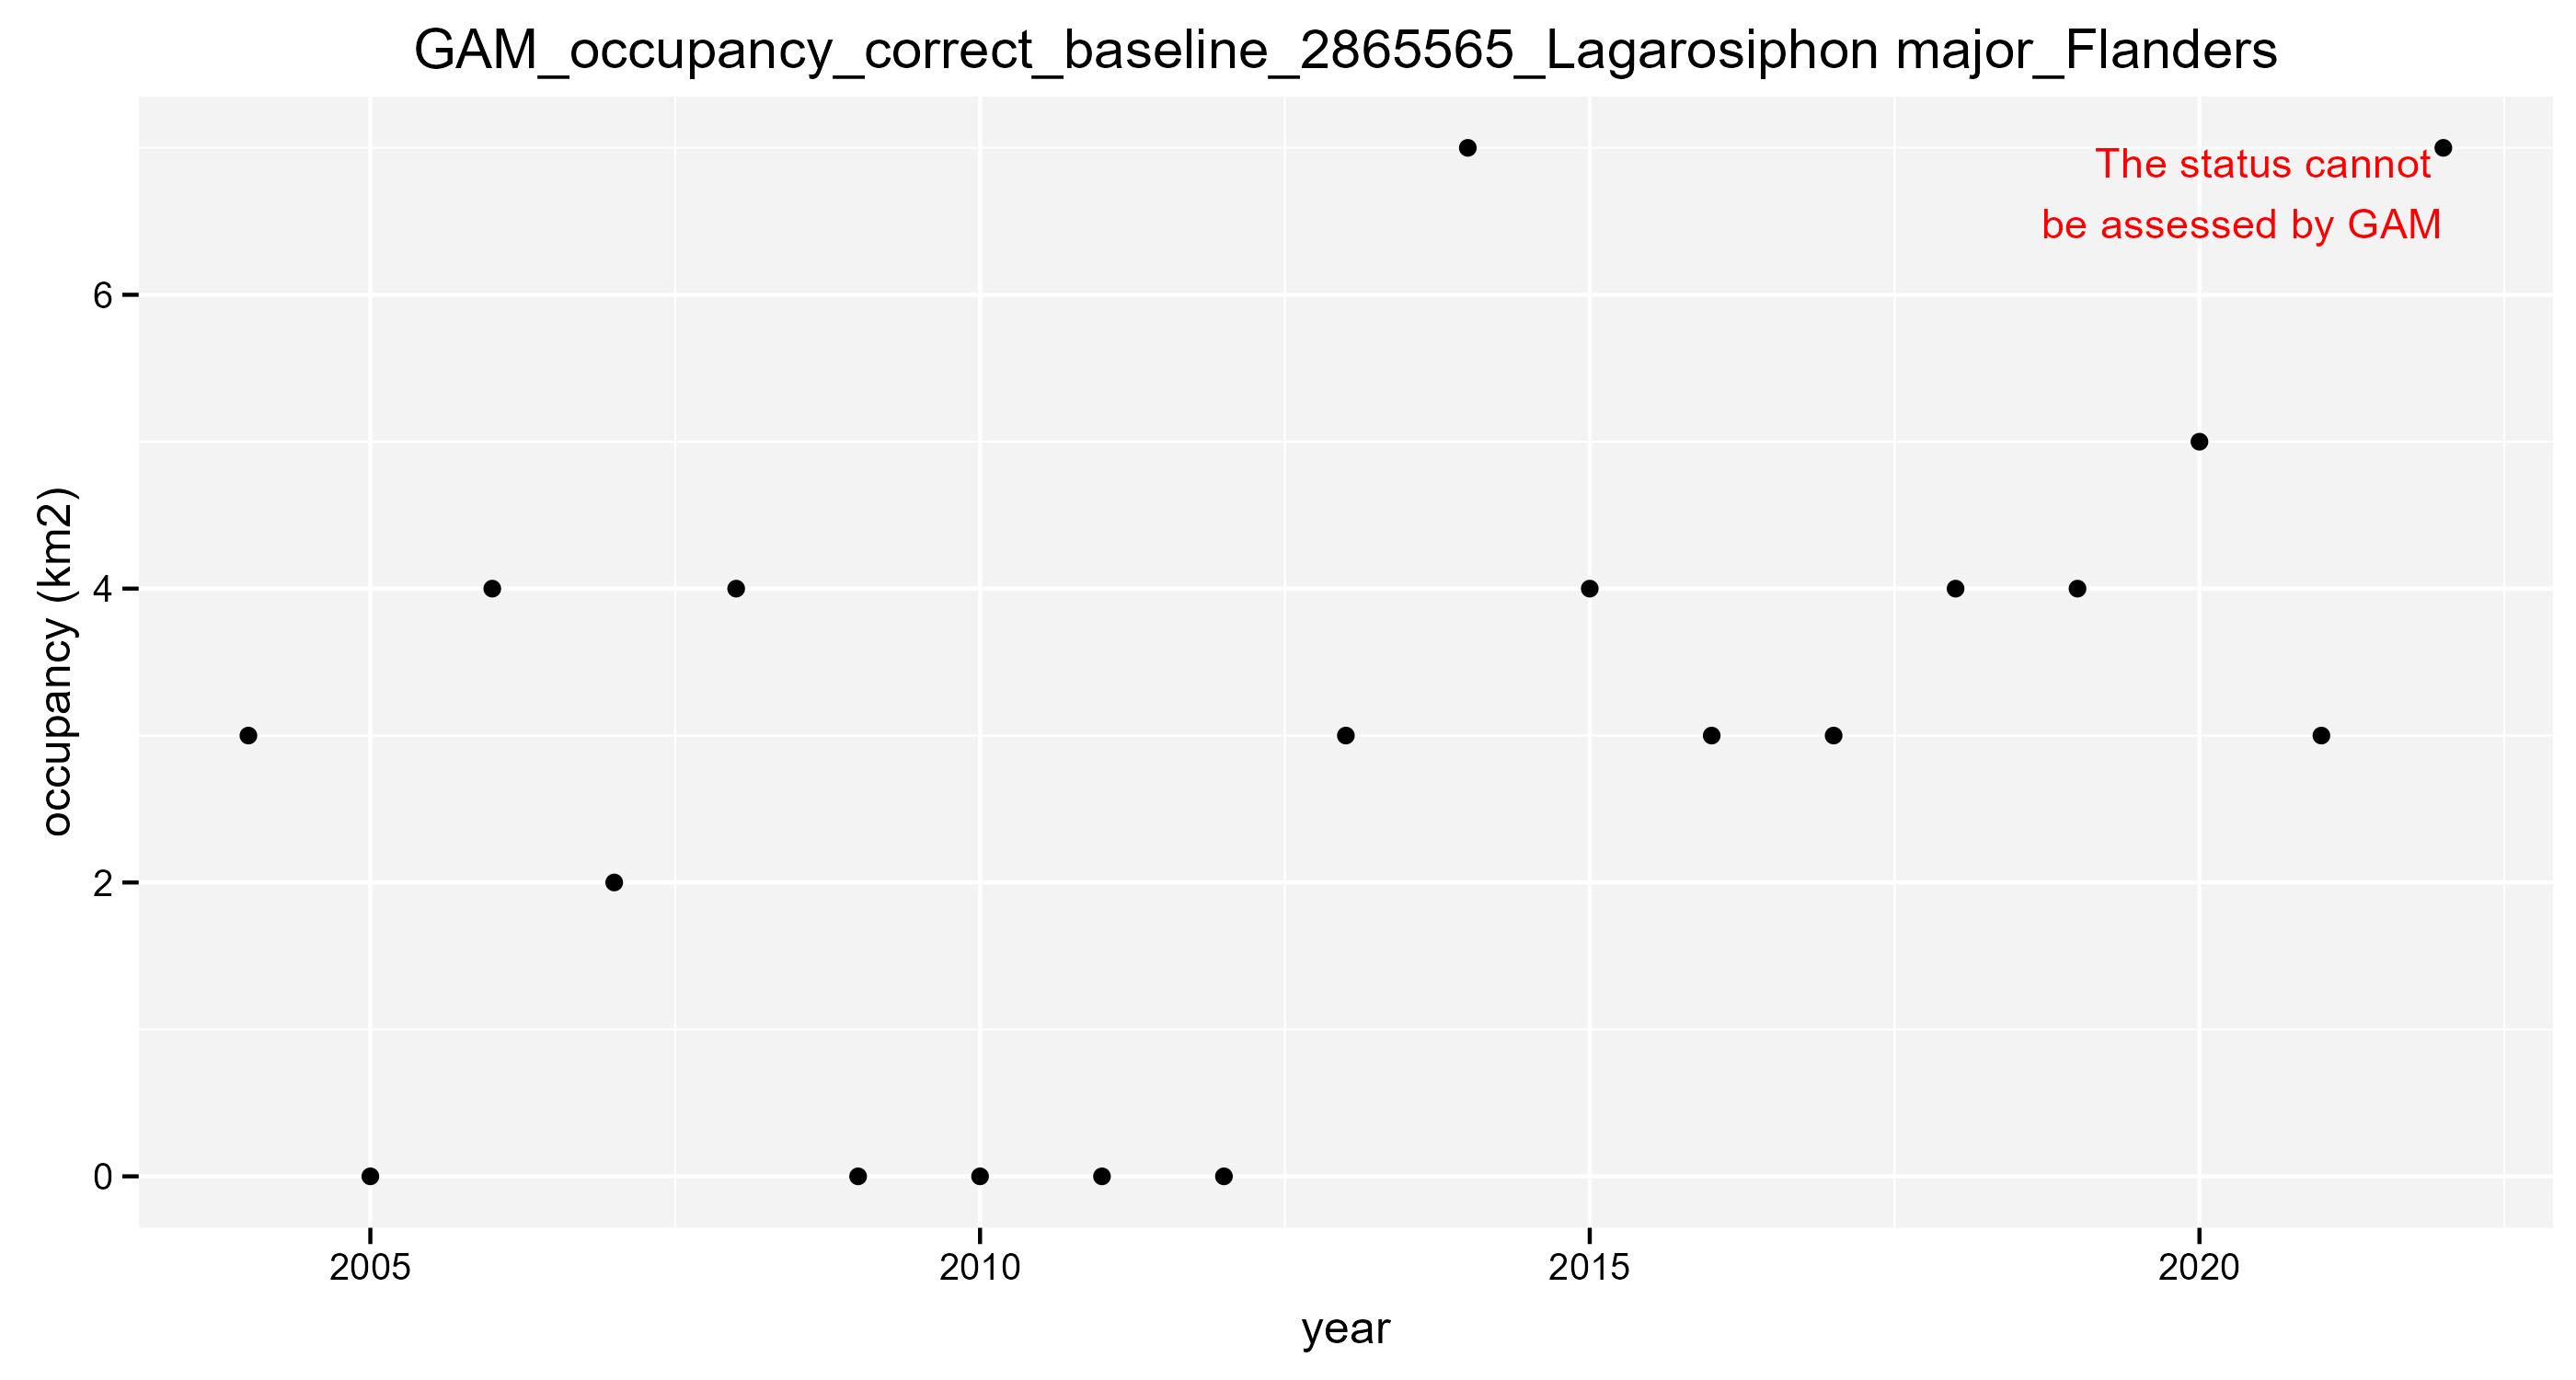 GAM_occupancy_correct_baseline_2865565_Lagarosiphon major_Flanders
The status cannot
be assessed by GAM
occupancy (km2)
6
4
2
0
2005
2010
2015
2020
year